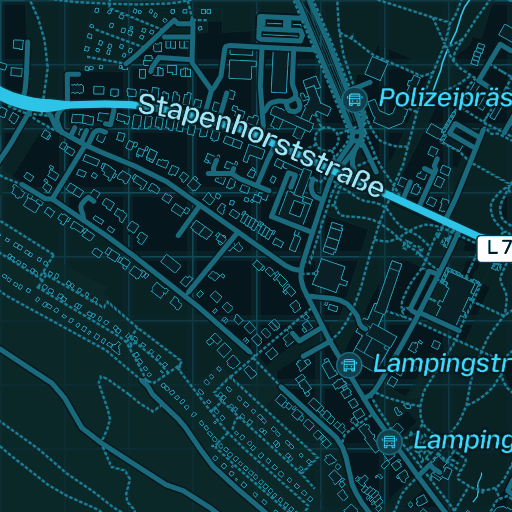 Stapenhorststraße
Polizeipräs
L 7
Lampingstr
Lamping